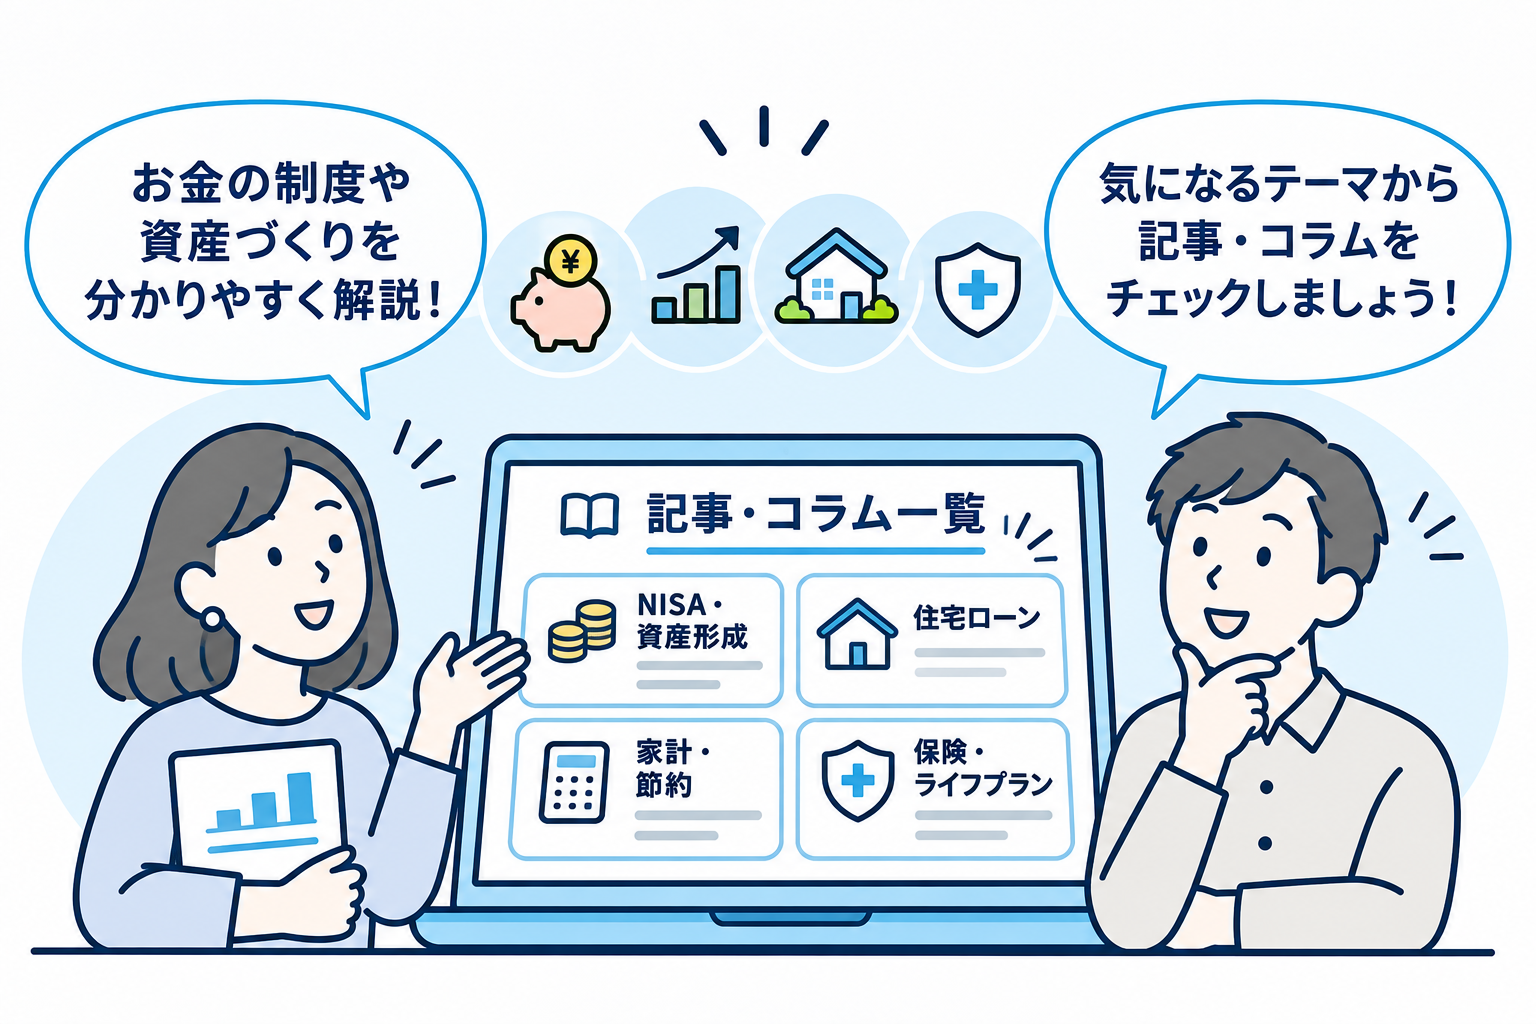 お金の制度や
資産づくりを
分かりやすく解説！
気になるテーマから
記事・コラムを
チェックしましょう！
¥
記事・コラム一覧
NISA・
資産形成
住宅ローン
家計・
節約
保険・
ライフプラン